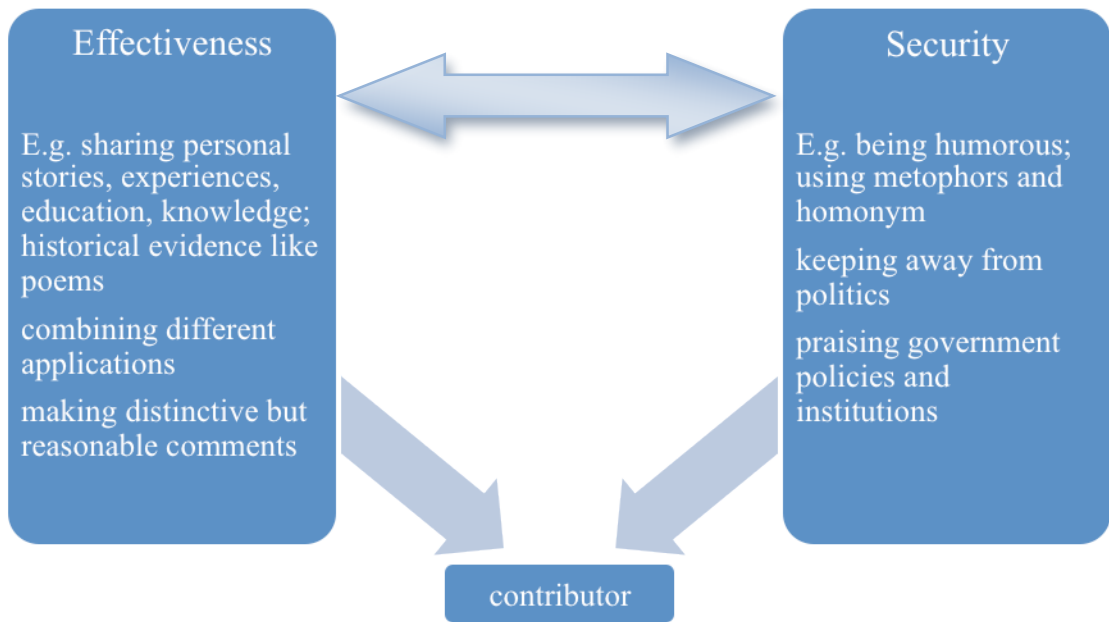 Effectiveness
E.g. sharing personal
stories, experiences,
education, knowledge;
historical evidence like
poems
combining different
applications
making distinctive but
reasonable comments
Security
E.g. being humorous;
using metophors and
homonym
keeping away from
politics
praising government
policies and
institutions
contributor